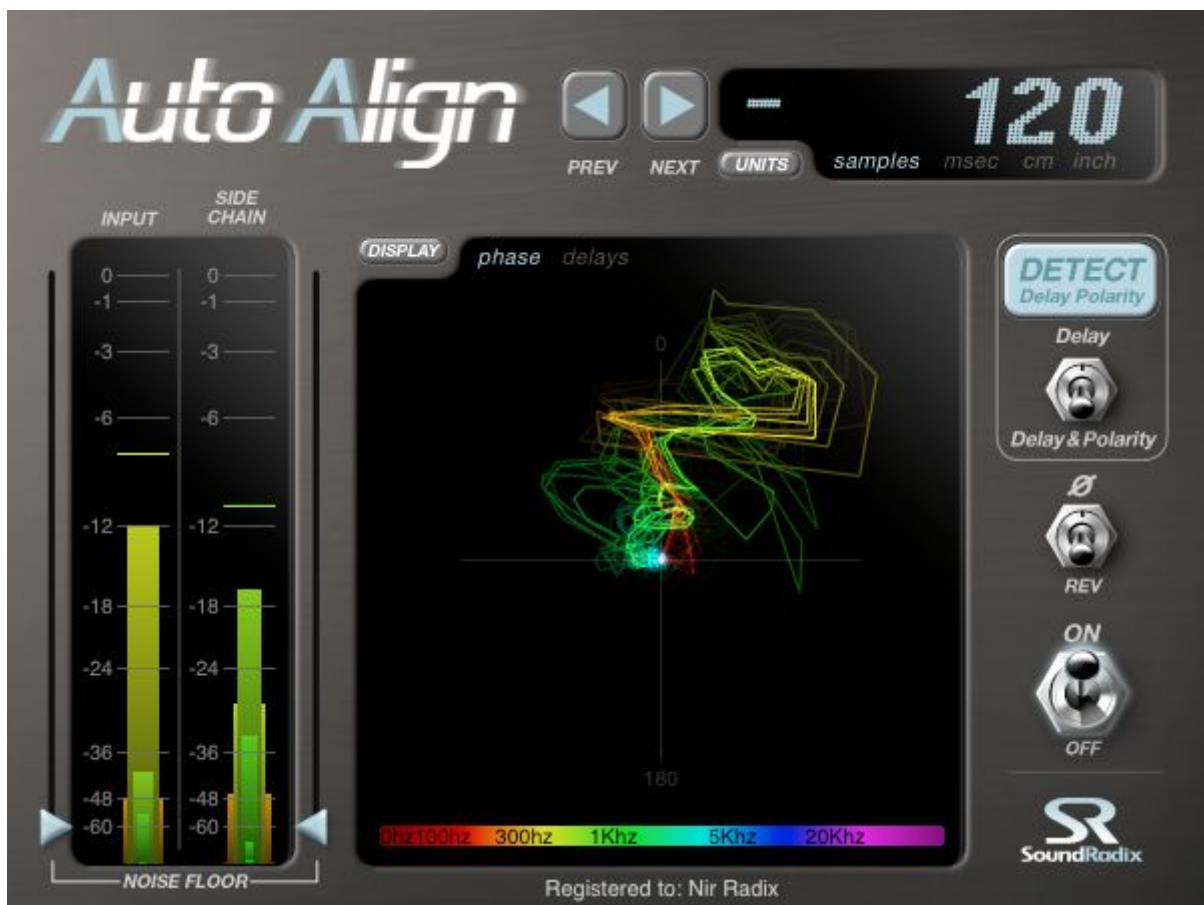 Auto Align
PREV NEXT
- 120
UNITS samples msec cm inch
INPUT SIDE CHAIN
0 0
-1 -1
-3 -3
-6 -6
-12 -12
-18 -18
-24 -24
-36 -36
-48 -48
-60 -60
NOISE FLOOR
DISPLAY phase delays
0
180
0hz100hz 300hz 1Khz 5Khz 20Khz
DETECT
Delay Polarity
Delay
Delay & Polarity
Ø
REV
ON
OFF
SR
SoundRadix
Registered to: Nir Radix